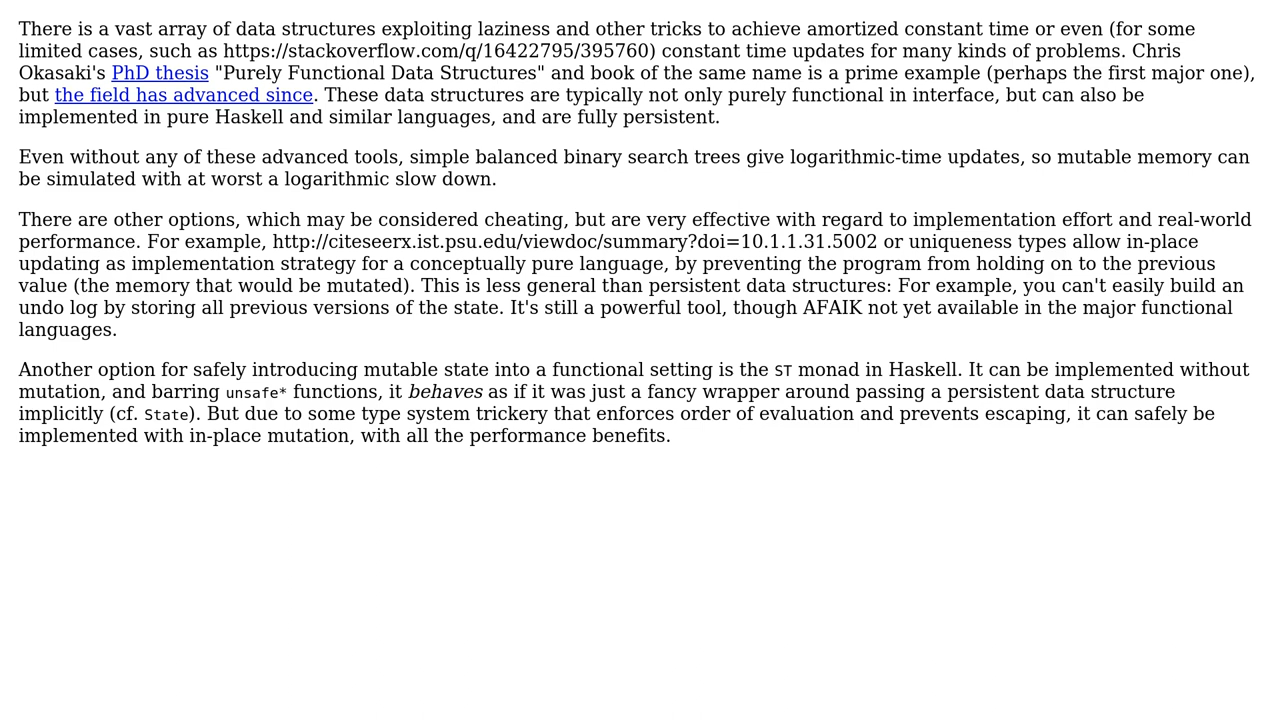 There is a vast array of data structures exploiting laziness and other tricks to achieve amortized constant time or even (for some
limited cases, such as https://stackoverflow.com/q/16422795/395760) constant time updates for many kinds of problems. Chris
Okasaki's PhD thesis "Purely Functional Data Structures" and book of the same name is a prime example (perhaps the first major one),
but the field has advanced since. These data structures are typically not only purely functional in interface, but can also be
implemented in pure Haskell and similar languages, and are fully persistent.
Even without any of these advanced tools, simple balanced binary search trees give logarithmic-time updates, so mutable memory can
be simulated with at worst a logarithmic slow down.
There are other options, which may be considered cheating, but are very effective with regard to implementation effort and real-world
performance. For example, http://citeseerx.ist.psu.edu/viewdoc/summary?doi=10.1.1.31.5002 or uniqueness types allow in-place
updating as implementation strategy for a conceptually pure language, by preventing the program from holding on to the previous
value (the memory that would be mutated). This is less general than persistent data structures: For example, you can't easily build an
undo log by storing all previous versions of the state. It's still a powerful tool, though AFAIK not yet available in the major functional
languages.
Another option for safely introducing mutable state into a functional setting is the ST monad in Haskell. It can be implemented without
mutation, and barring unsafe* functions, it behaves as if it was just a fancy wrapper around passing a persistent data structure
implicitly (cf. State). But due to some type system trickery that enforces order of evaluation and prevents escaping, it can safely be
implemented with in-place mutation, with all the performance benefits.